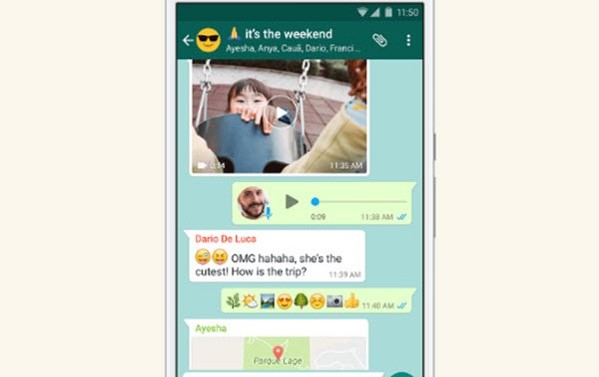 11:50
🙏 it's the weekend
Ayesha, Anya, Cauã, Dario, Franci...
0:14 11:35 AM
0:09 11:38 AM
Dario De Luca
OMG hahaha, she's the
cutest! How is the trip?
11:39 AM
11:40 AM
Ayesha
Parque Lage